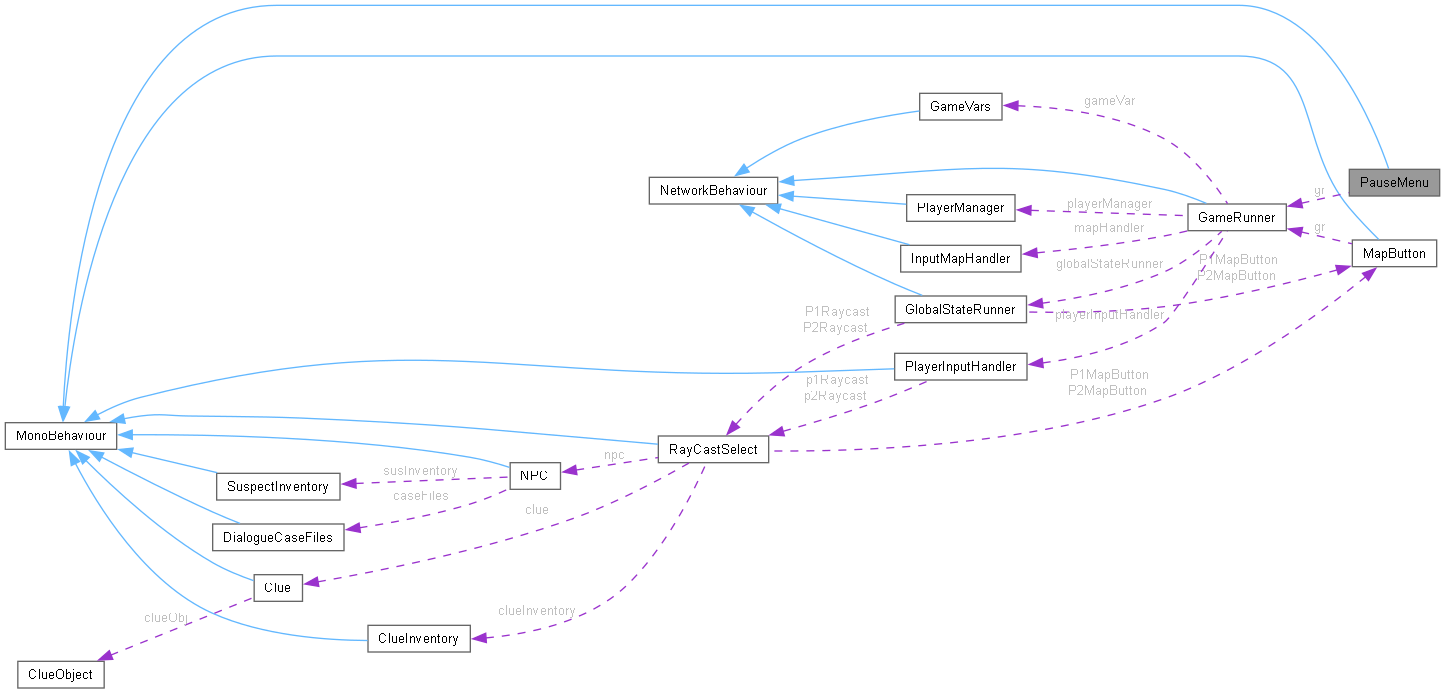 GameVars
gameVar
NetworkBehaviour
PauseMenu
gr
PlayerManager
playerManager
GameRunner
mapHandler
gr
InputMapHandler
globalStateRunner
P1MapButton
P2MapButton
MapButton
GlobalStateRunner
P1Raycast
P2Raycast
playerInputHandler
PlayerInputHandler
p1Raycast
p2Raycast
P1MapButton
P2MapButton
MonoBehaviour
RayCastSelect
npc
susInventory
NPC
SuspectInventory
caseFiles
clue
DialogueCaseFiles
Clue
clueObj
clueInventory
ClueInventory
ClueObject